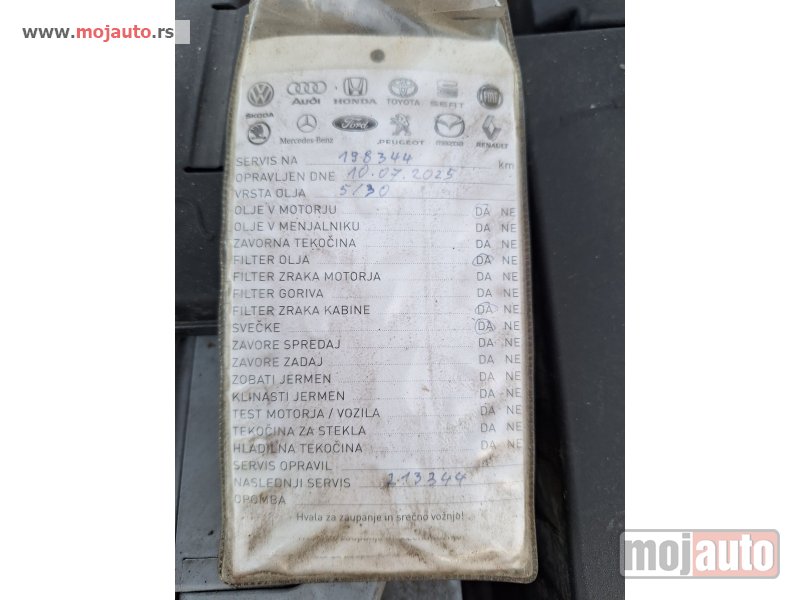 www.mojauto.rs
Audi HONDA TOYOTA SEAT FIAT
ŠKODA
Mercedes-Benz Ford PEUGEOT mazda RENAULT
SERVIS NA 198344 km
OPRAVLJEN DNE 10.07.2025
VRSTA OLJA 5/30
OLJE V MOTORJU DA NE
OLJE V MENJALNIKU DA NE
ZAVORNA TEKOČINA DA NE
FILTER OLJA DA NE
FILTER ZRAKA MOTORJA DA NE
FILTER GORIVA DA NE
FILTER ZRAKA KABINE DA NE
SVEČKE DA NE
ZAVORE SPREDAJ DA NE
ZAVORE ZADAJ DA NE
ZOBATI JERMEN DA NE
KLINASTI JERMEN DA NE
TEST MOTORJA / VOZILA DA NE
TEKOČINA ZA STEKLA DA NE
HLADILNA TEKOČINA DA NE
SERVIS OPRAVIL
NASLEDNJI SERVIS 213344
OPOMBA
Hvala za zaupanje in srečno vožnjo!
mojauto